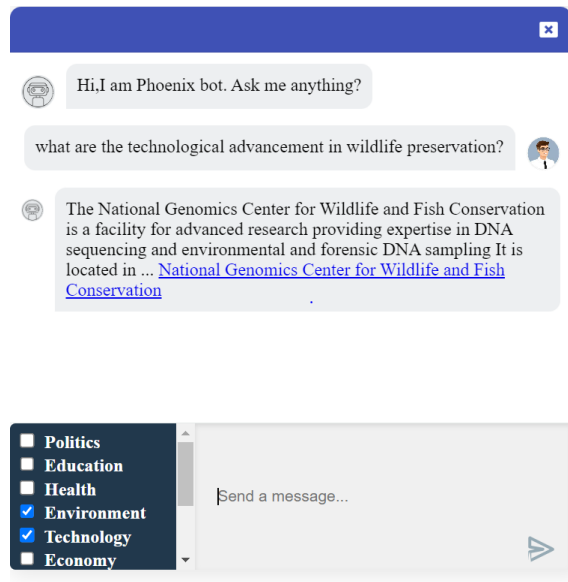 Hi,I am Phoenix bot. Ask me anything?
what are the technological advancement in wildlife preservation?
The National Genomics Center for Wildlife and Fish Conservation
is a facility for advanced research providing expertise in DNA
sequencing and environmental and forensic DNA sampling It is
located in ... National Genomics Center for Wildlife and Fish
Conservation
.
Politics
Education
Health
Environment
Technology
Economy
Send a message...